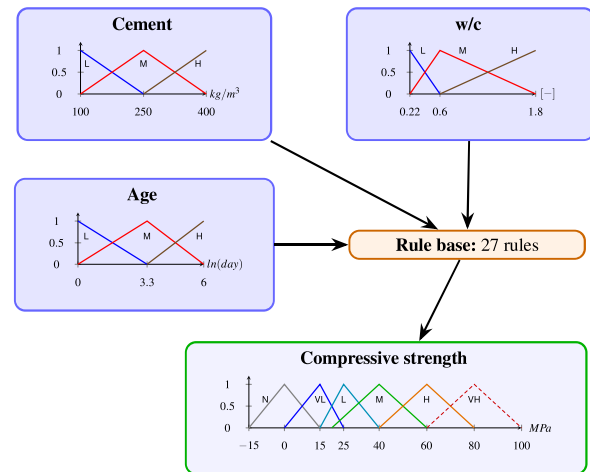 Cement
1
0.5
0
L
M
H
kg/m³
100
250
400
w/c
1
0.5
0
L
M
H
[−]
0.22
0.6
1.8
Age
1
0.5
0
L
M
H
ln(day)
0
3.3
6
Rule base: 27 rules
Compressive strength
1
0.5
0
N
VL
L
M
H
VH
MPa
−15
0
15
25
40
60
80
100